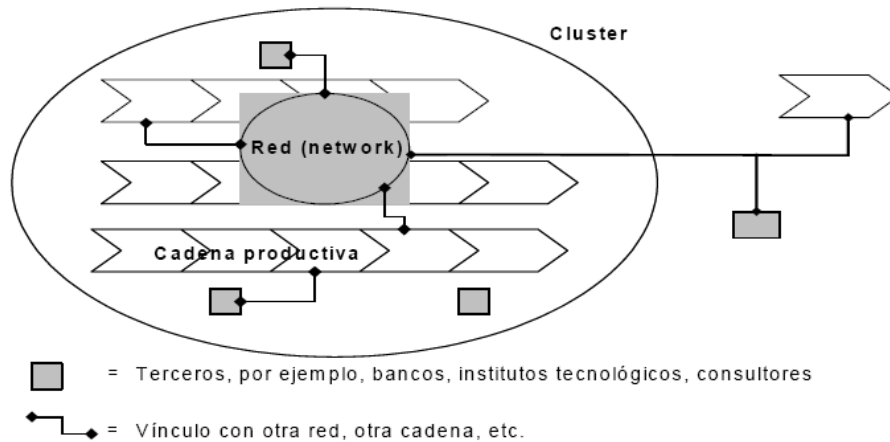 Cluster
Red (network)
Cadena productiva
= Terceros, por ejemplo, bancos, institutos tecnológicos, consultores
= Vínculo con otra red, otra cadena, etc.